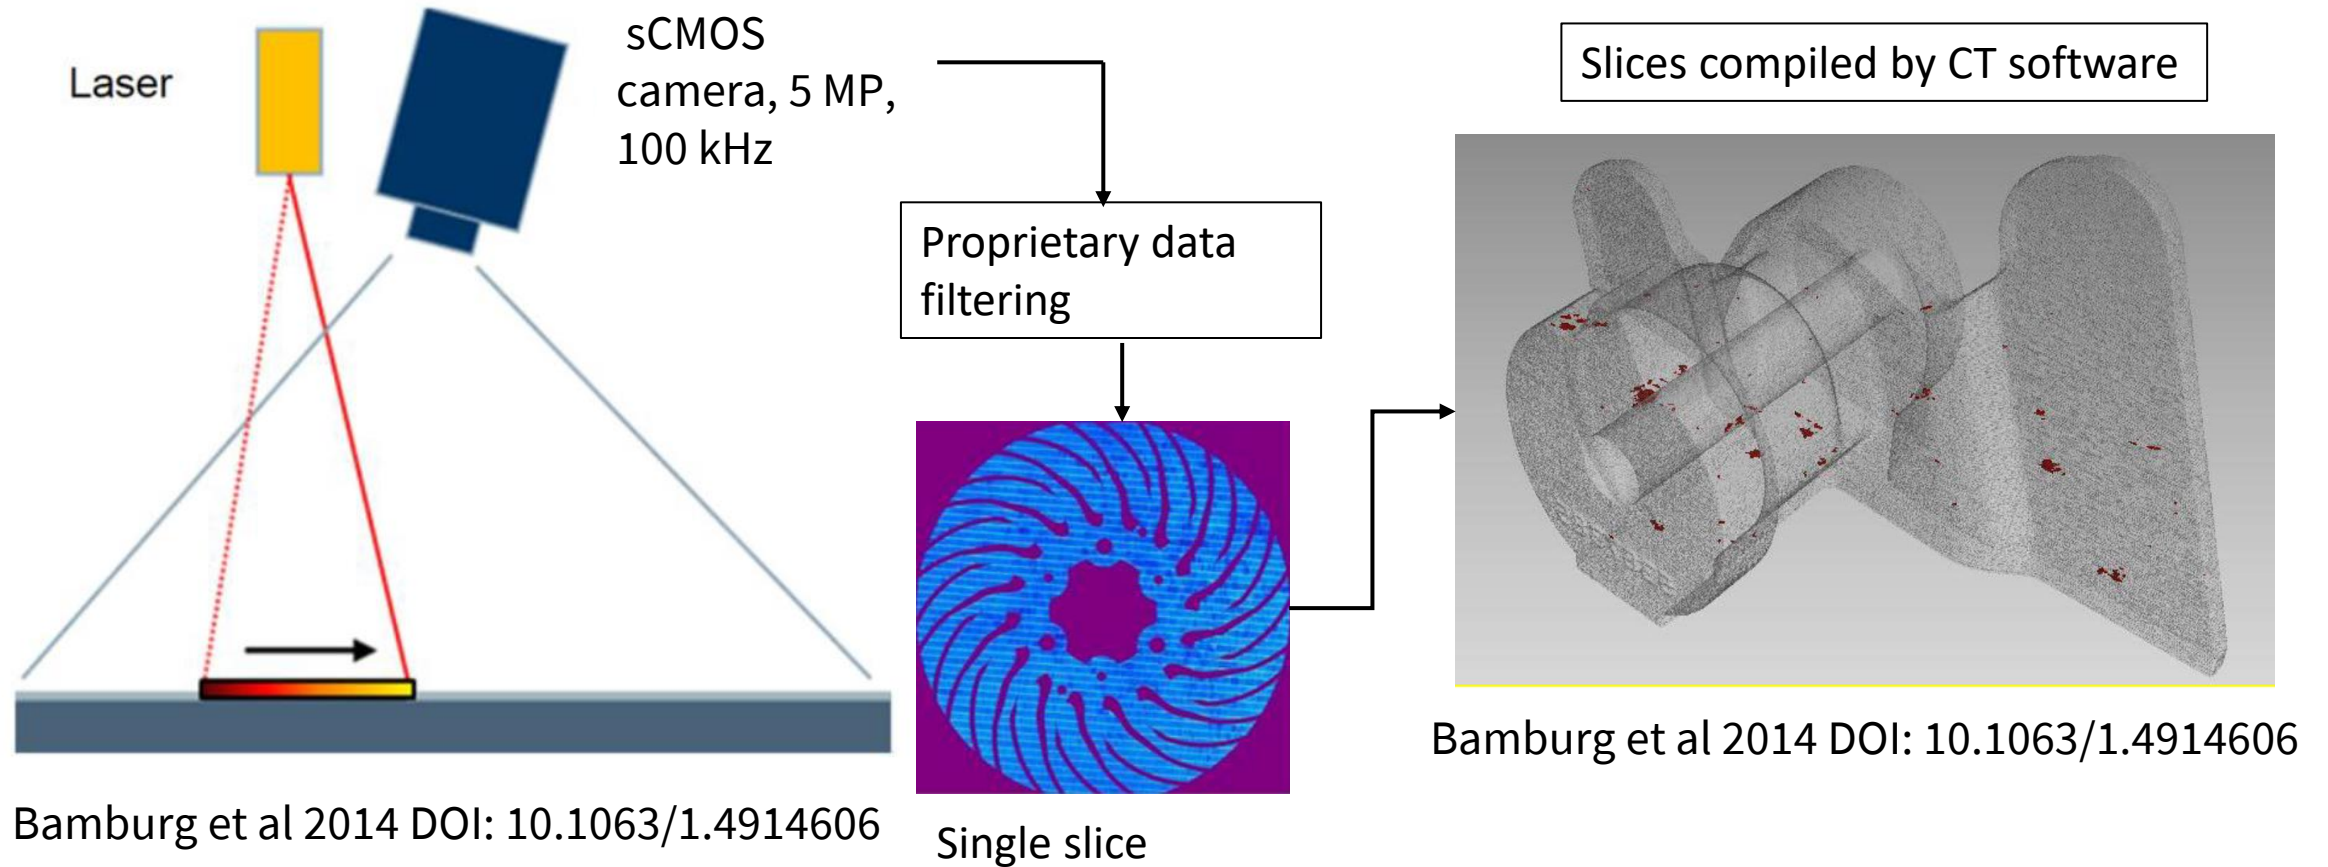 Laser
sCMOS
camera, 5 MP,
100 kHz
Proprietary data
filtering
Slices compiled by CT software
Bamburg et al 2014 DOI: 10.1063/1.4914606
Bamburg et al 2014 DOI: 10.1063/1.4914606
Single slice